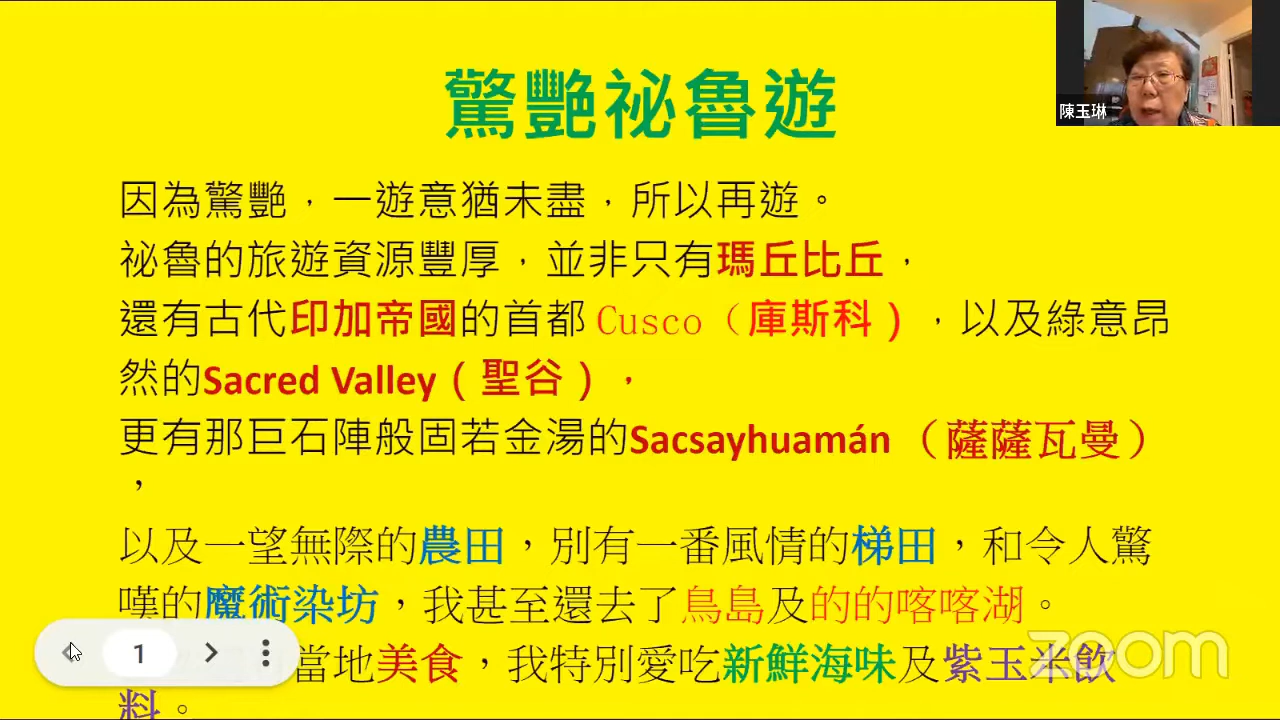 驚艷祕魯遊
陳玉琳
因為驚艷，一遊意猶未盡，所以再遊。
祕魯的旅遊資源豐厚，並非只有瑪丘比丘，
還有古代印加帝國的首都 Cusco（庫斯科），以及綠意昂
然的Sacred Valley（聖谷），
更有那巨石陣般固若金湯的Sacsayhuamán （薩薩瓦曼）
，
以及一望無際的農田，別有一番風情的梯田，和令人驚
嘆的魔術染坊，我甚至還去了鳥島及的的喀喀湖。
當地美食，我特別愛吃新鮮海味及紫玉米飲
料。
1
zoom